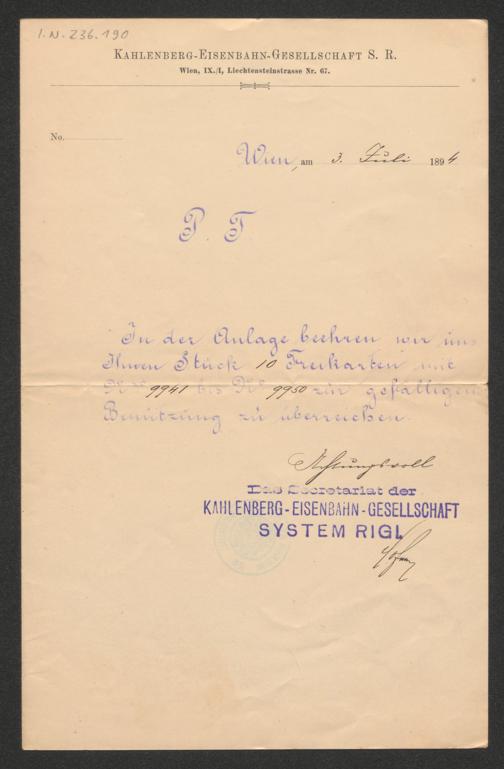 I.N. 236.190
KAHLENBERG-EISENBAHN-GESELLSCHAFT S. R.
Wien, IX./I, Liechtensteinstrasse Nr. 67.
No.
Wien, am 3. Juli 1894
P. T.
In der Anlage beehren wir uns
Ihnen Stück 10 Freikarten mit
No 9941 bis No 9950 zur gefälligen
Benützung zu überreichen.
Achtungsvoll
Das Secretariat der
KAHLENBERG-EISENBAHN-GESELLSCHAFT
SYSTEM RIGI